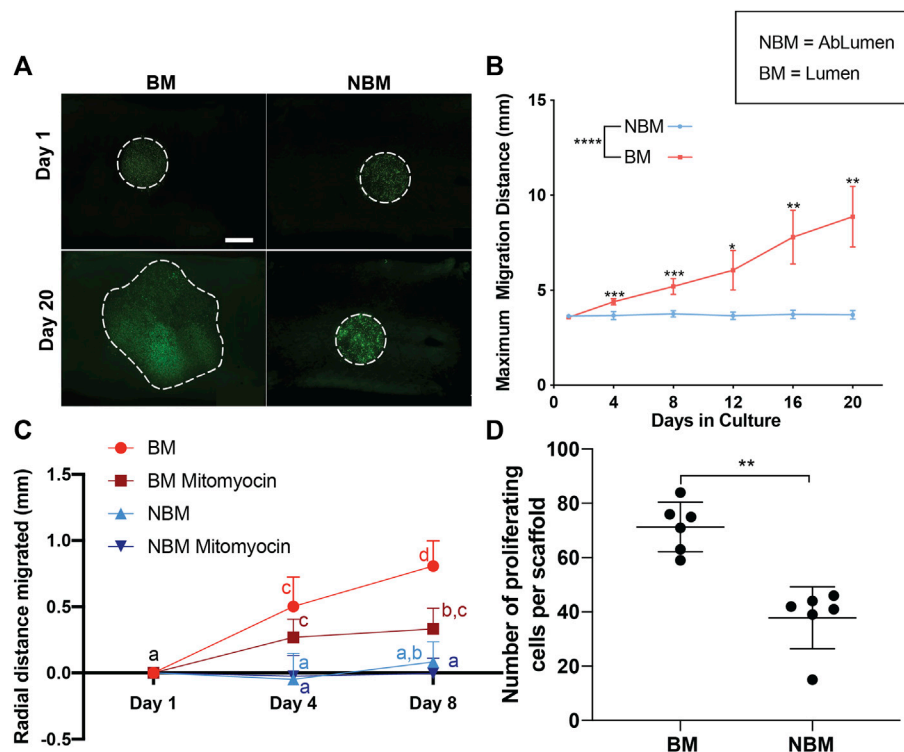 NBM = AbLumen
BM = Lumen
A
BM
NBM
Day 1
Day 20
B
Maximum Migration Distance (mm)
15
10
5
0
NBM
BM
****
***
***
*
**
**
0
4
8
12
16
20
Days in Culture
C
BM
BM Mitomyocin
NBM
NBM Mitomyocin
Radial distance migrated (mm)
1.5
1.0
0.5
0.0
-0.5
a
c
c
a
a
d
b,c
a,b
a
Day 1
Day 4
Day 8
D
Number of proliferating
cells per scaffold
100
80
60
40
20
0
**
BM
NBM